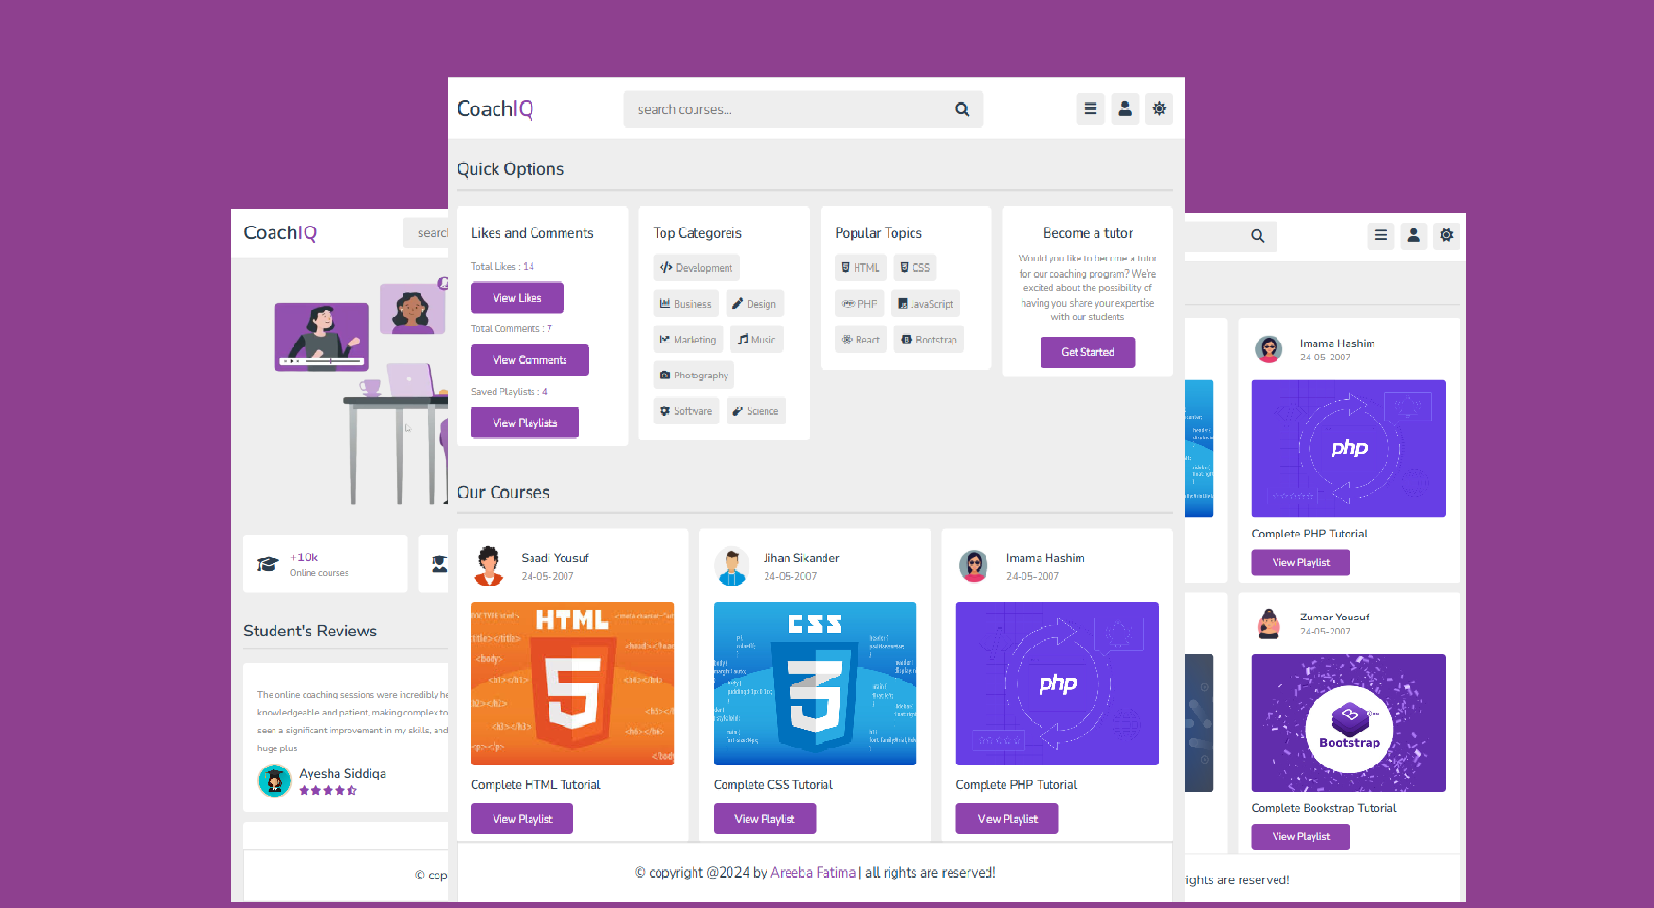 CoachIQ
search courses...
Quick Options
Likes and Comments
Total Likes : 14
View Likes
Total Comments : 7
View Comments
Saved Playlists : 4
View Playlists
Top Categoreis
Development
Business
Design
Marketing
Music
Photography
Software
Science
Popular Topics
HTML
CSS
PHP
JavaScript
React
Bootstrap
Become a tutor
Would you like to become a tutor
for our coaching program? We're
excited about the possibility of
having you share your expertise
with our students
Get Started
Our Courses
Saadi Yousuf
24-05-2007
HTML
5
Complete HTML Tutorial
View Playlist
Jihan Sikander
24-05-2007
CSS
3
Complete CSS Tutorial
View Playlist
Imama Hashim
24-05-2007
php
Complete PHP Tutorial
View Playlist
© copyright @2024 by Areeba Fatima | all rights are reserved!
CoachIQ
searc
+10k
Online courses
Student's Reviews
The online coaching sessions were incredibly he
knowledgeable and patient, making complex to
seen a significant improvement in my skills, and
huge plus
Ayesha Siddiqa
© cop
Imama Hashim
24-05-2007
php
Complete PHP Tutorial
View Playlist
Zumar Yousuf
24-05-2007
B
Bootstrap
Complete Bookstrap Tutorial
View Playlist
rights are reserved!